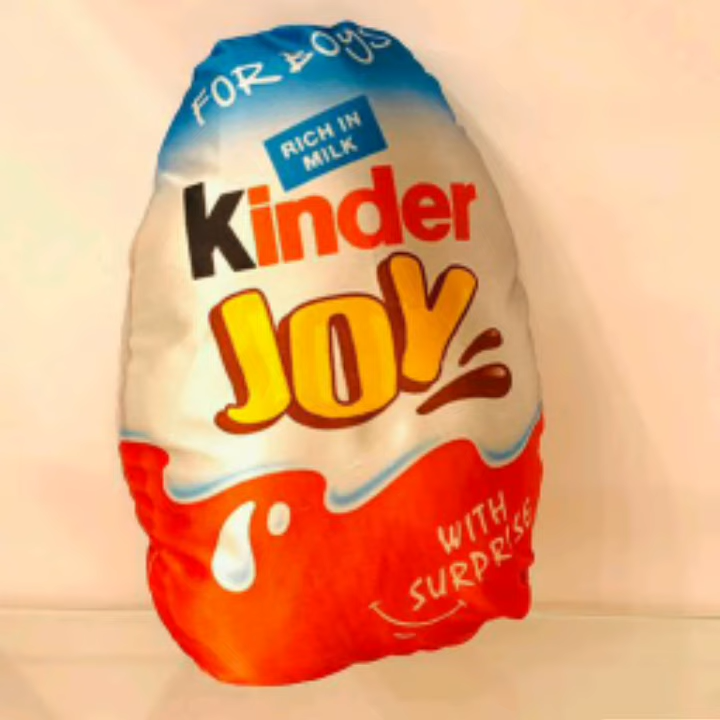 FOR BOYS
RICH IN
MILK
kinder
JOY
WITH
SURPRISE